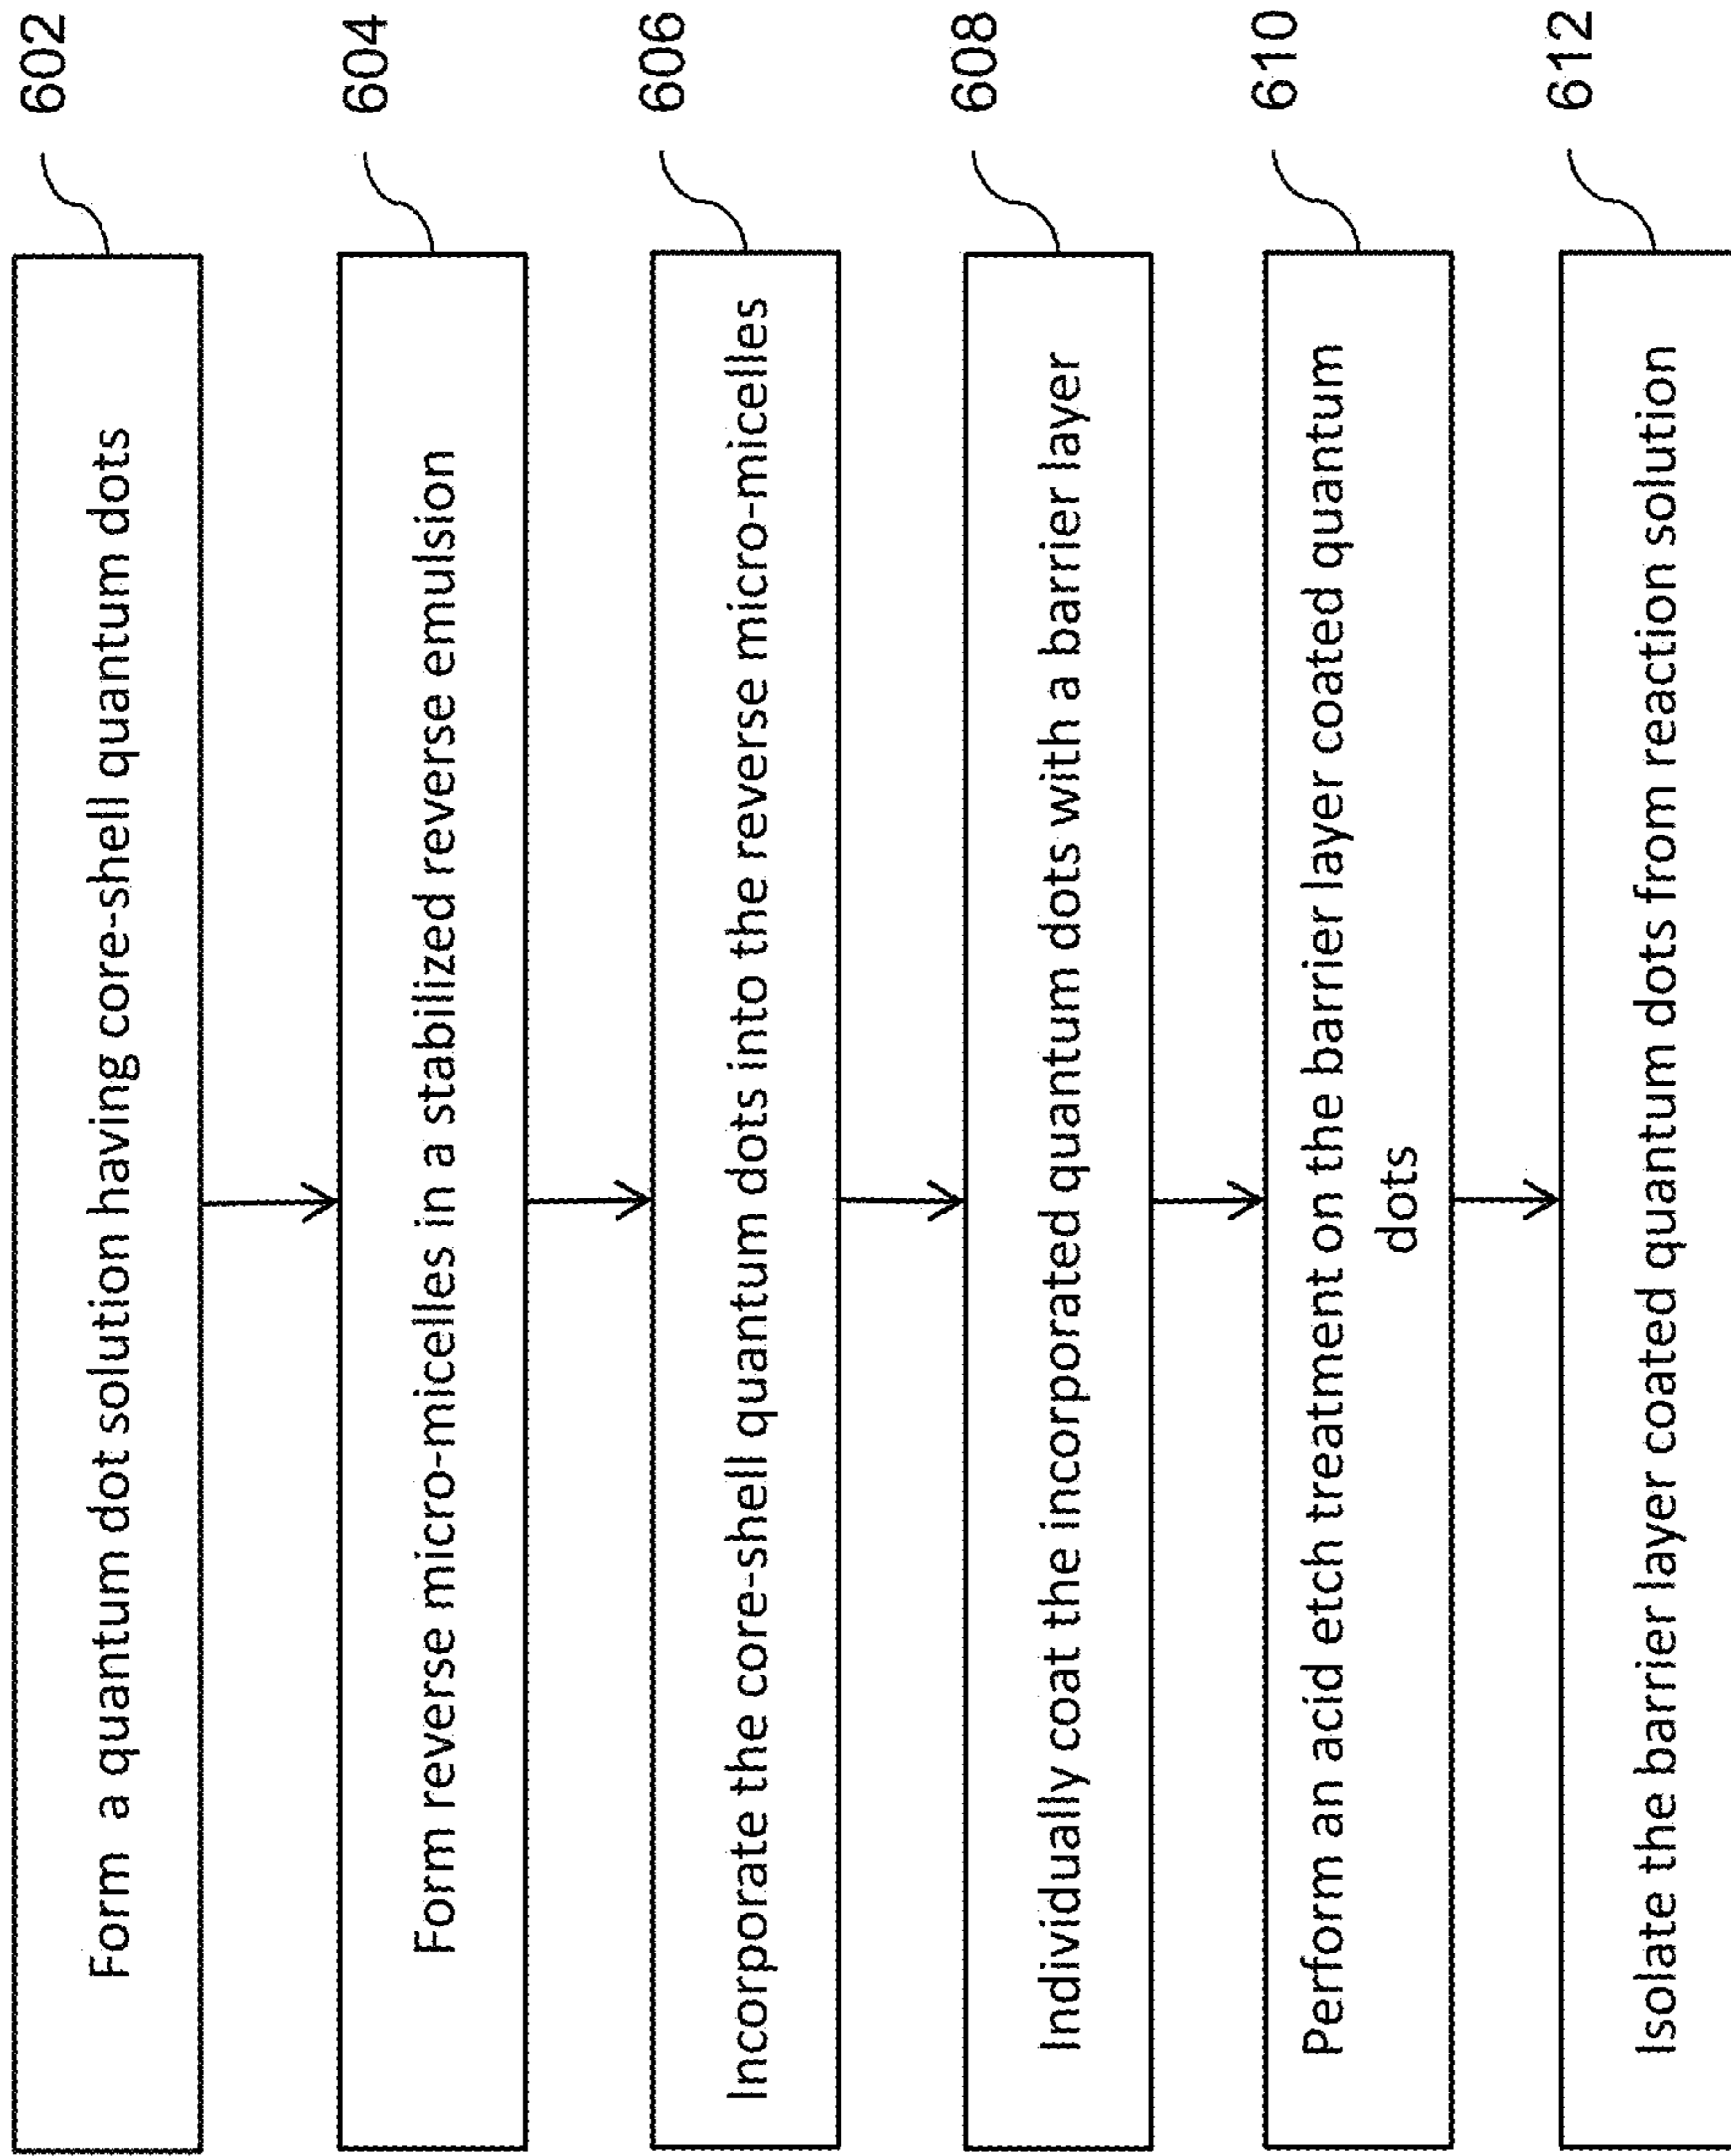 Form a quantum dot solution having core-shell quantum dots
602
Form reverse micro-micelles in a stabilized reverse emulsion
604
Incorporate the core-shell quantum dots into the reverse micro-micelles
606
Individually coat the incorporated quantum dots with a barrier layer
608
Perform an acid etch treatment on the barrier layer coated quantum
dots
610
Isolate the barrier layer coated quantum dots from reaction solution
612